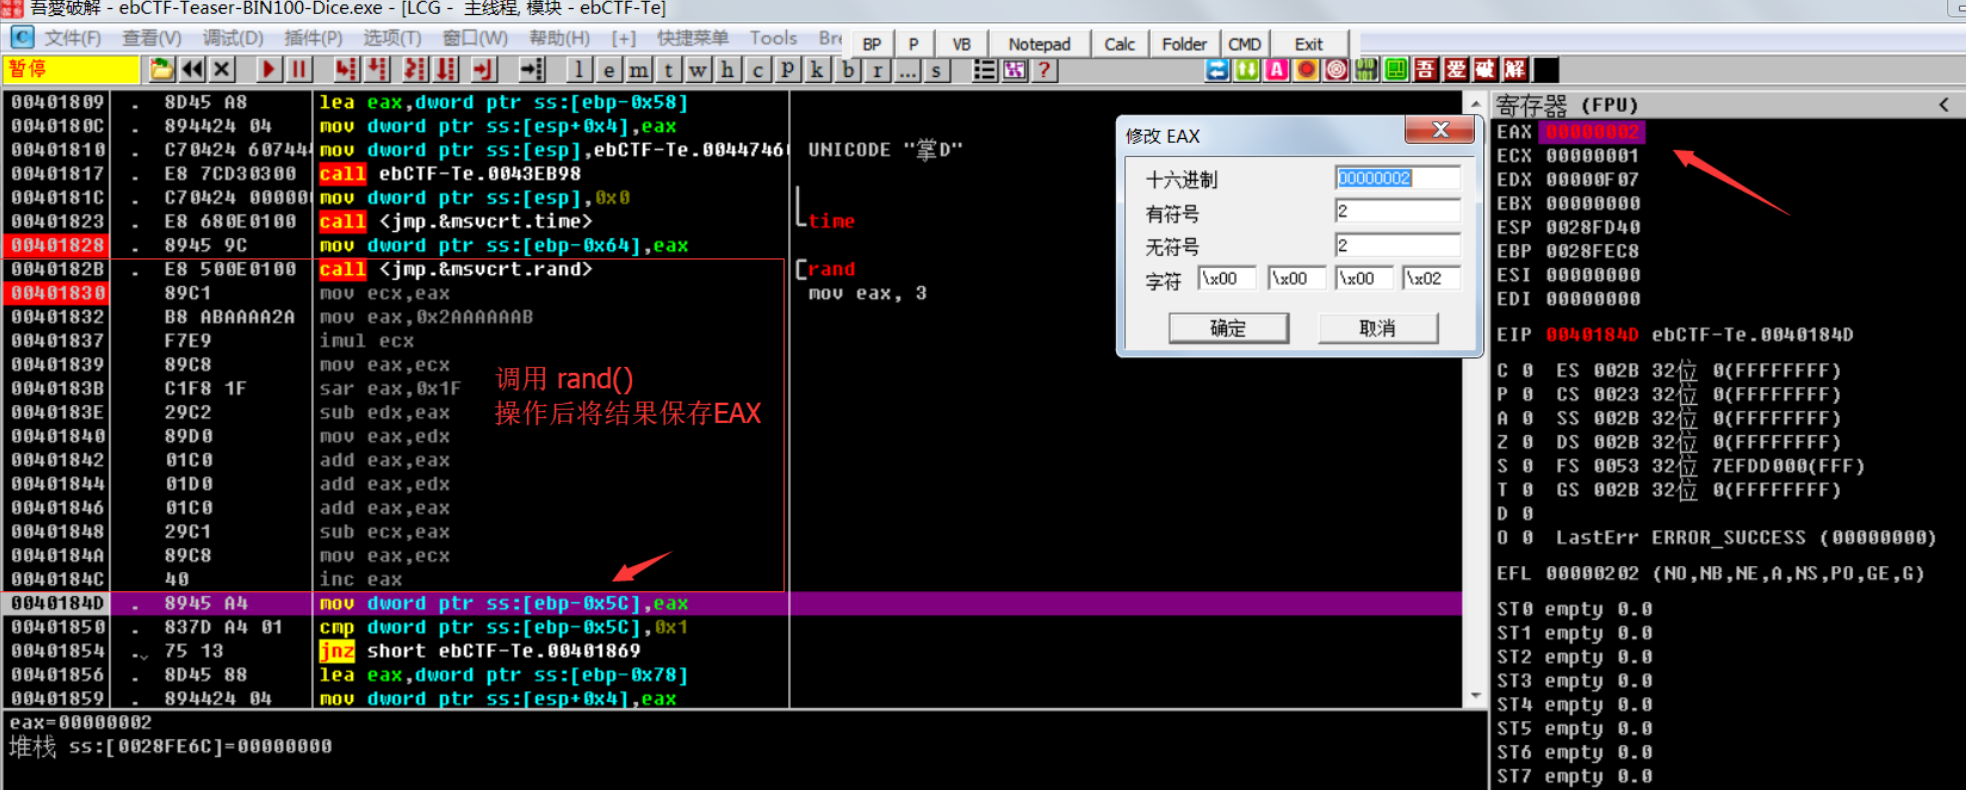 吾愛破解 - ebCTF-Teaser-BIN100-Dice.exe - [LCG - 主线程, 模块 - ebCTF-Te]
C 文件(F) 查看(V) 调试(D) 插件(P) 选项(T) 窗口(W) 帮助(H) [+] 快捷菜单 Tools Bre BP P VB Notepad Calc Folder CMD Exit
暂停 l e m t w h c p k b r ... s ? A 吾 爱 破 解
00401809 . 8D45 A8 lea eax,dword ptr ss:[ebp-0x58]
0040180C . 894424 04 mov dword ptr ss:[esp+0x4],eax
00401810 . C70424 607444 mov dword ptr ss:[esp],ebCTF-Te.00447460 UNICODE "掌D"
00401817 . E8 7CD30300 call ebCTF-Te.0043EB98
0040181C . C70424 000000 mov dword ptr ss:[esp],0x0
00401823 . E8 680E0100 call <jmp.&msvcrt.time> time
00401828 . 8945 9C mov dword ptr ss:[ebp-0x64],eax
0040182B . E8 500E0100 call <jmp.&msvcrt.rand> rand
00401830 89C1 mov ecx,eax mov eax, 3
00401832 B8 ABAAAA2A mov eax,0x2AAAAAAB
00401837 F7E9 imul ecx
00401839 89C8 mov eax,ecx
0040183B C1F8 1F sar eax,0x1F
0040183E 29C2 sub edx,eax
00401840 89D0 mov eax,edx
00401842 01C0 add eax,eax
00401844 01D0 add eax,edx
00401846 01C0 add eax,eax
00401848 29C1 sub ecx,eax
0040184A 89C8 mov eax,ecx
0040184C 40 inc eax
0040184D . 8945 A4 mov dword ptr ss:[ebp-0x5C],eax
00401850 . 837D A4 01 cmp dword ptr ss:[ebp-0x5C],0x1
00401854 . 75 13 jnz short ebCTF-Te.00401869
00401856 . 8D45 88 lea eax,dword ptr ss:[ebp-0x78]
00401859 . 894424 04 mov dword ptr ss:[esp+0x4],eax
调用 rand()
操作后将结果保存EAX
eax=00000002
堆栈 ss:[0028FE6C]=00000000
修改 EAX
十六进制 00000002
有符号 2
无符号 2
字符 \x00 \x00 \x00 \x02
确定 取消
寄存器 (FPU) <
EAX 00000002
ECX 00000001
EDX 00000F07
EBX 00000000
ESP 0028FD40
EBP 0028FEC8
ESI 00000000
EDI 00000000
EIP 0040184D ebCTF-Te.0040184D
C 0 ES 002B 32位 0(FFFFFFFF)
P 0 CS 0023 32位 0(FFFFFFFF)
A 0 SS 002B 32位 0(FFFFFFFF)
Z 0 DS 002B 32位 0(FFFFFFFF)
S 0 FS 0053 32位 7EFDD000(FFF)
T 0 GS 002B 32位 0(FFFFFFFF)
D 0
O 0 LastErr ERROR_SUCCESS (00000000)
EFL 00000202 (NO,NB,NE,A,NS,PO,GE,G)
ST0 empty 0.0
ST1 empty 0.0
ST2 empty 0.0
ST3 empty 0.0
ST4 empty 0.0
ST5 empty 0.0
ST6 empty 0.0
ST7 empty 0.0